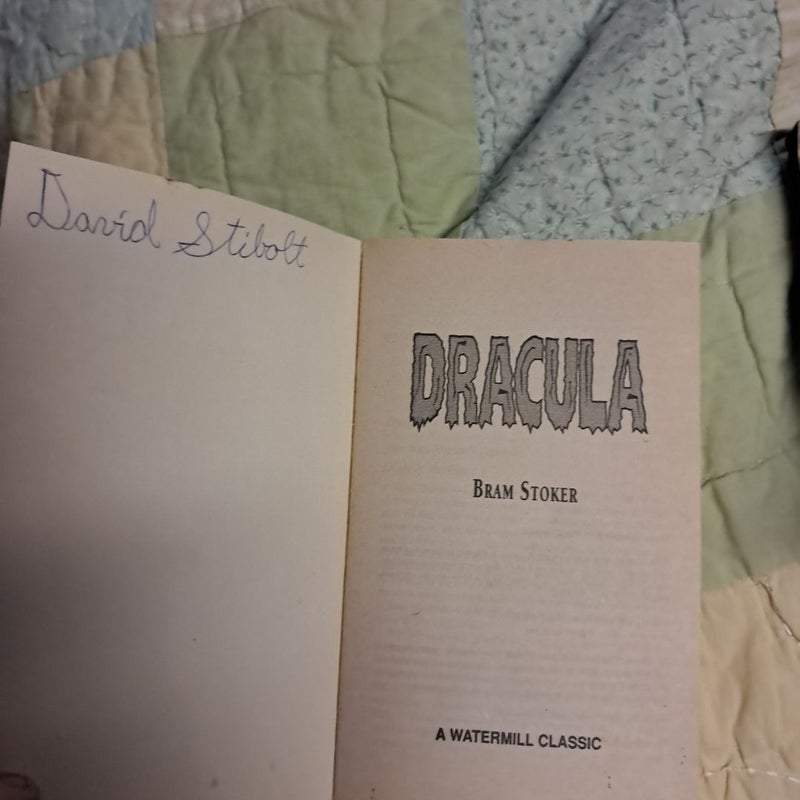 David Stibolt
DRACULA
BRAM STOKER
A WATERMILL CLASSIC